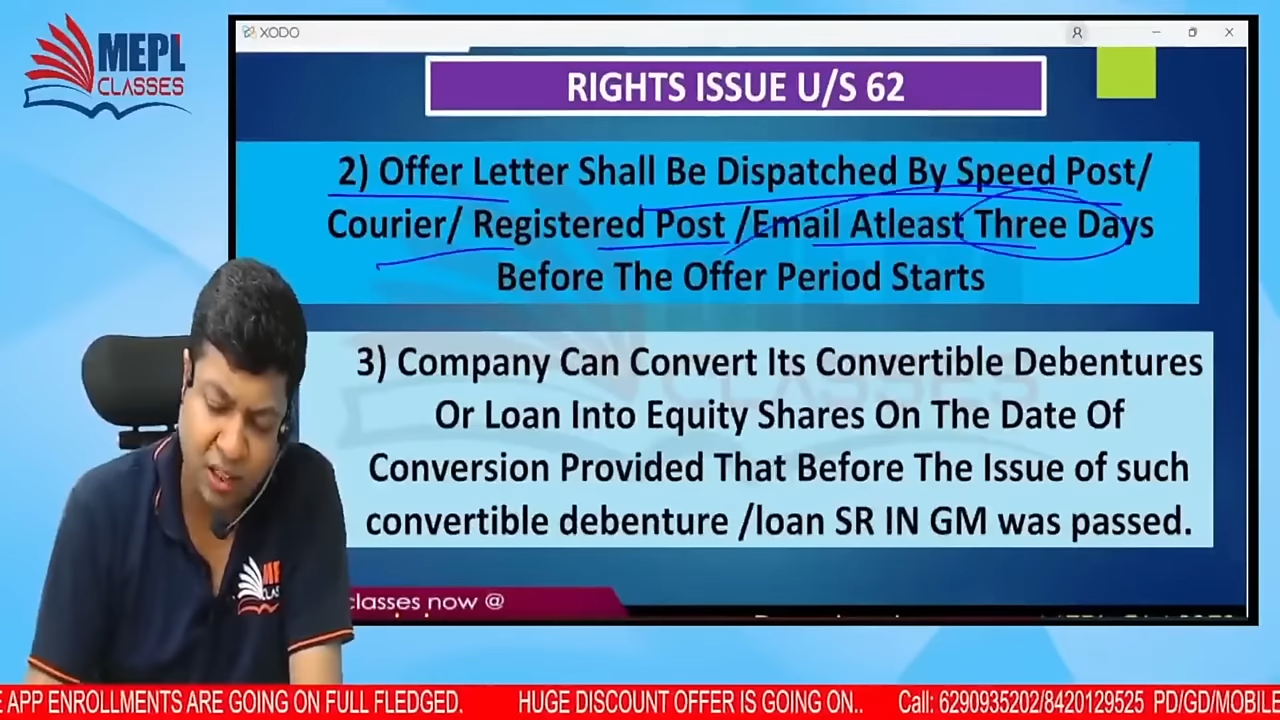 MEPL
CLASSES
XODO
RIGHTS ISSUE U/S 62
2) Offer Letter Shall Be Dispatched By Speed Post/
Courier/ Registered Post /Email Atleast Three Days
Before The Offer Period Starts
3) Company Can Convert Its Convertible Debentures
Or Loan Into Equity Shares On The Date Of
Conversion Provided That Before The Issue of such
convertible debenture /loan SR IN GM was passed.
classes now @
APP ENROLLMENTS ARE GOING ON FULL FLEDGED. HUGE DISCOUNT OFFER IS GOING ON.. Call: 6290935202/8420129525 PD/GD/MOBILE